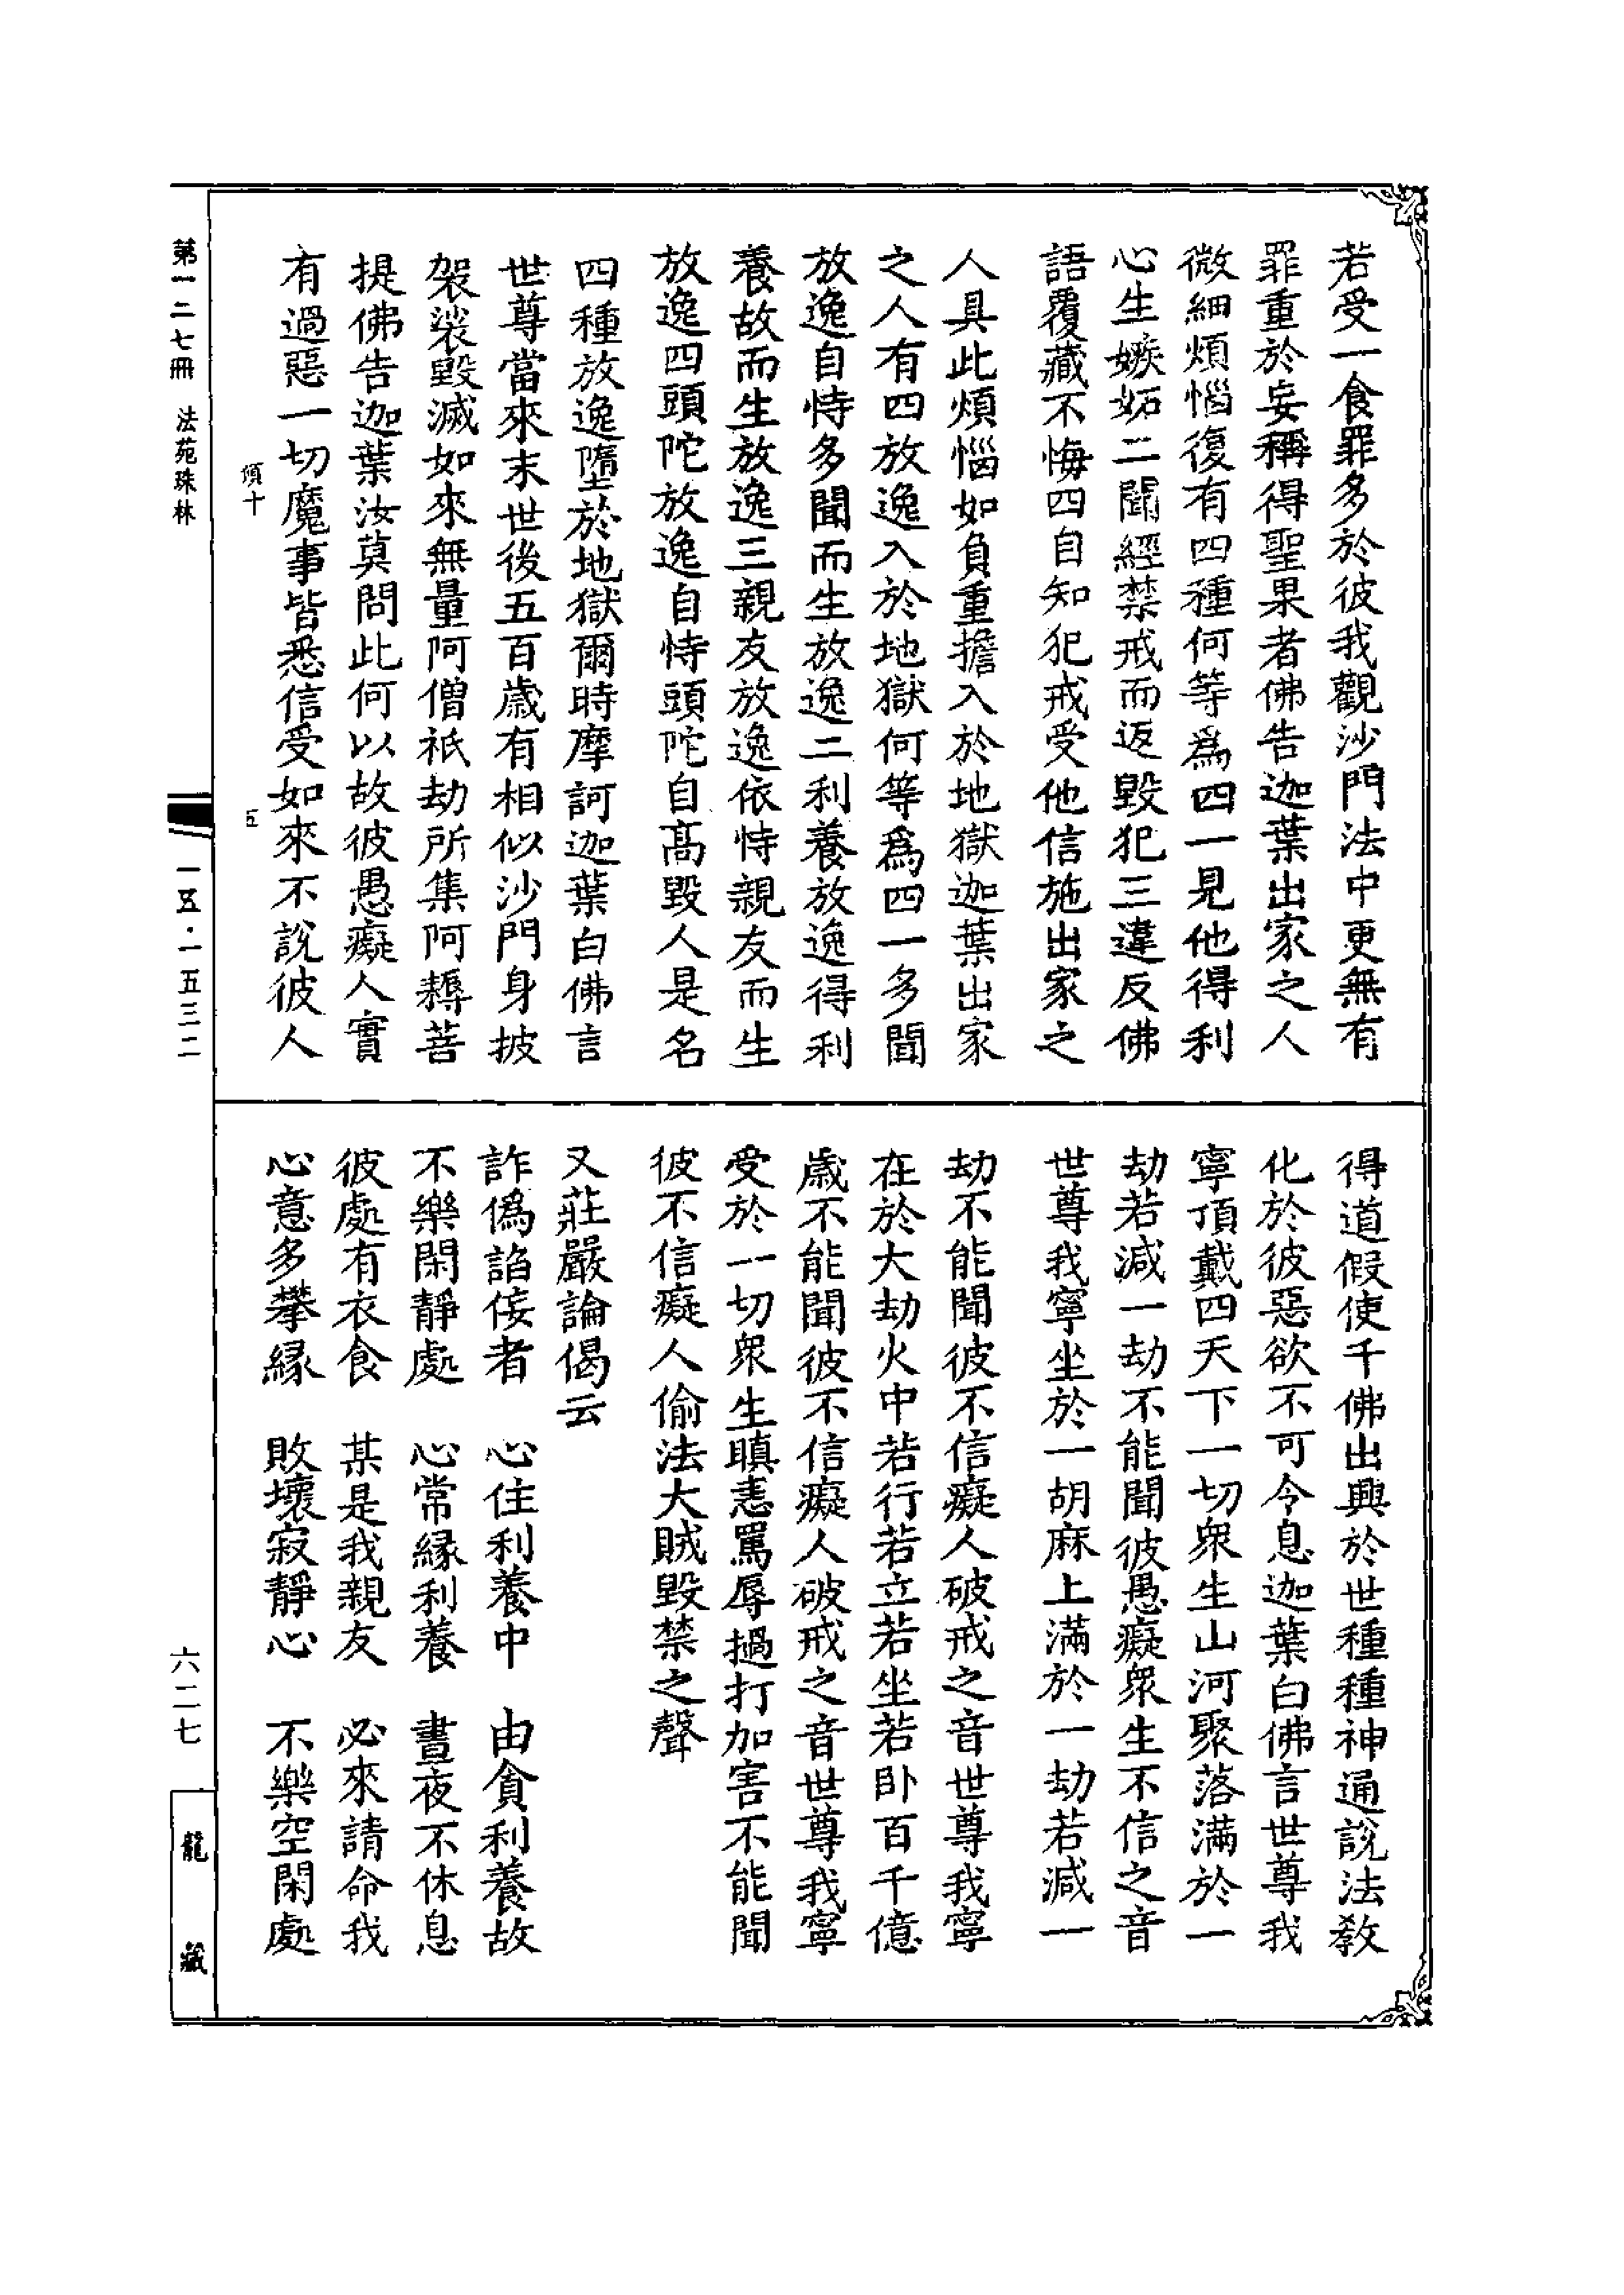 若受一食罪多於彼我觀沙門法中更無有
罪重於妄稱得聖果者佛告迦葉出家之人
微細煩惱復有四種何等爲四一見他得利
心生嫉妬二聞經禁戒而返毀犯三違反佛
語覆藏不悔四自知犯戒受他信施出家之
人具此煩惱如負重擔入於地獄迦葉出家
之人有四放逸入於地獄何等爲四一多聞
放逸自恃多聞而生放逸二利養放逸得利
養故而生放逸三親友放逸依恃親友而生
放逸四頭陀放逸自恃頭陀自高毀人是名
四種放逸墮於地獄爾時摩訶迦葉白佛言
世尊當來末世後五百歲有相似沙門身披
袈裟毀滅如來無量阿僧祇劫所集阿耨菩
提佛告迦葉汝莫問此何以故彼愚癡人實
有過惡一切魔事皆悉信受如來不說彼人
得道假使千佛出興於世種種神通說法教
化於彼惡欲不可令息迦葉白佛言世尊我
寧頂戴四天下一切衆生山河聚落滿於一
劫若減一劫不能聞彼愚癡衆生不信之音
世尊我寧坐於一胡麻上滿於一劫若減一
劫不能聞彼不信癡人破戒之音世尊我寧
在於大劫火中若行若立若坐若臥百千億
歲不能聞彼不信癡人破戒之音世尊我寧
受於一切衆生瞋恚罵辱撾打加害不能聞
彼不信癡人偷法大賊毀禁之聲
又莊嚴論偈云
詐僞諂佞者　心住利養中　由貪利養故
不樂閑靜處　心常緣利養　晝夜不休息
彼處有衣食　某是我親友　必來請命我
心意多攀緣　敗壞寂靜心　不樂空閑處
傾十　五
第一二七冊　法苑珠林
一五·一五三二
六二七
龍藏